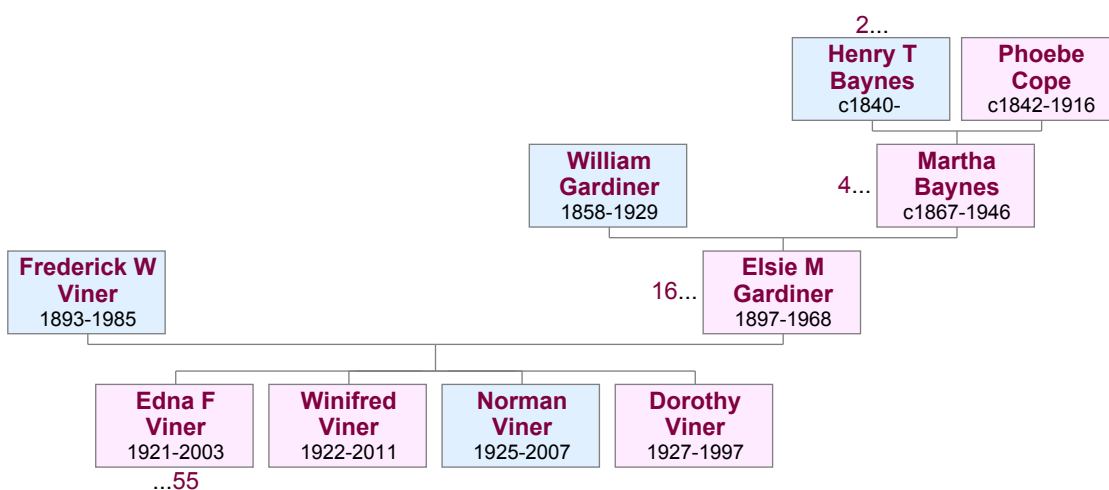 2...
Henry T
Baynes
c1840-
Phoebe
Cope
c1842-1916
William
Gardiner
1858-1929
4...
Martha
Baynes
c1867-1946
Frederick W
Viner
1893-1985
16...
Elsie M
Gardiner
1897-1968
Edna F
Viner
1921-2003
Winifred
Viner
1922-2011
Norman
Viner
1925-2007
Dorothy
Viner
1927-1997
...55